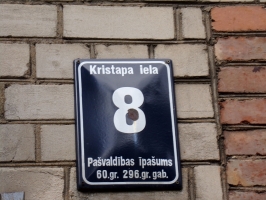 Kristapa iela
8
Pašvaldības īpašums
60.gr. 296.gr.gab.